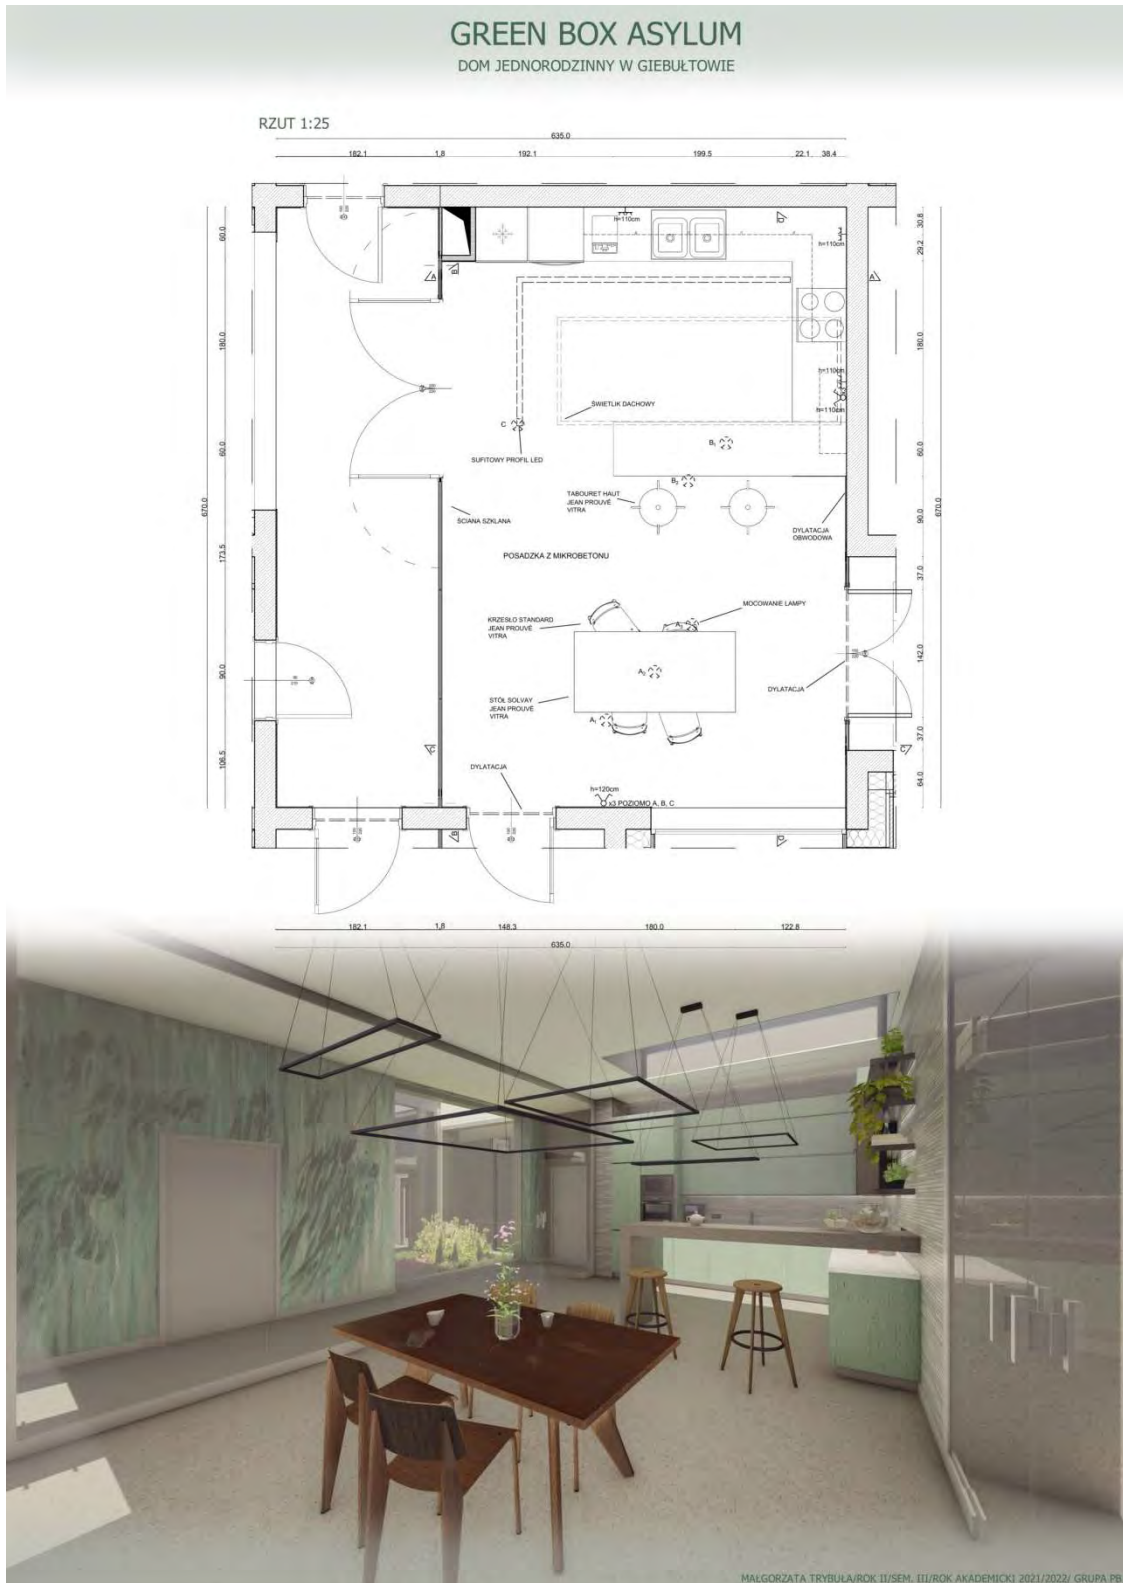 GREEN BOX ASYLUM
DOM JEDNORODZINNY W GIEBUŁTOWIE
RZUT 1:25
635.0
182.1 1,8 192.1 199.5 22.1 38.4
h=110cm
D
h=110cm
A
B
A
60.0
30.8
29.2
180.0
180.0
h=110cm
x3
h=110cm
ŚWIETLIK DACHOWY
C
B₁
SUFITOWY PROFIL LED
60.0
60.0
B₂
TABOURET HAUT
JEAN PROUVÉ
VITRA
670.0
670.0
90.0
ŚCIANA SZKLANA
DYLATACJA
OBWODOWA
POSADZKA Z MIKROBETONU
173.5
37.0
MOCOWANIE LAMPY
KRZESŁO STANDARD
JEAN PROUVÉ
VITRA
142.0
90.0
DYLATACJA
STÓŁ SOLVAY
JEAN PROUVÉ
VITRA
A₁
C
C
37.0
106.5
DYLATACJA
64.0
h=120cm
x3 POZIOMO A, B, C
B
D
182.1 1,8 148.3 180.0 122.8
635.0
MAŁGORZATA TRYBUŁA/ROK II/SEM. III/ROK AKADEMICKI 2021/2022/ GRUPA PB